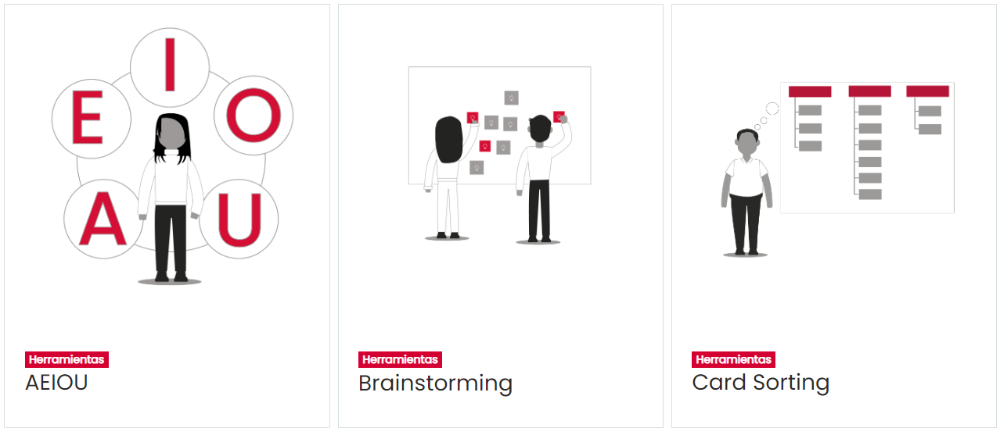 I
E
O
A
U
Herramientas
AEIOU
Herramientas
Brainstorming
Herramientas
Card Sorting